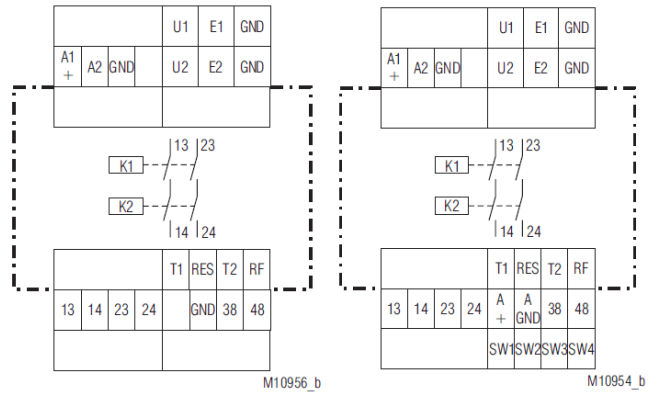 U1 E1 GND
A1
+ A2 GND U2 E2 GND
13 23
K1
K2
14 24
T1 RES T2 RF
13 14 23 24 GND 38 48
M10956_b
U1 E1 GND
A1
+ A2 GND U2 E2 GND
13 23
K1
K2
14 24
T1 RES T2 RF
13 14 23 24 A
+ A
GND 38 48
SW1 SW2 SW3 SW4
M10954_b